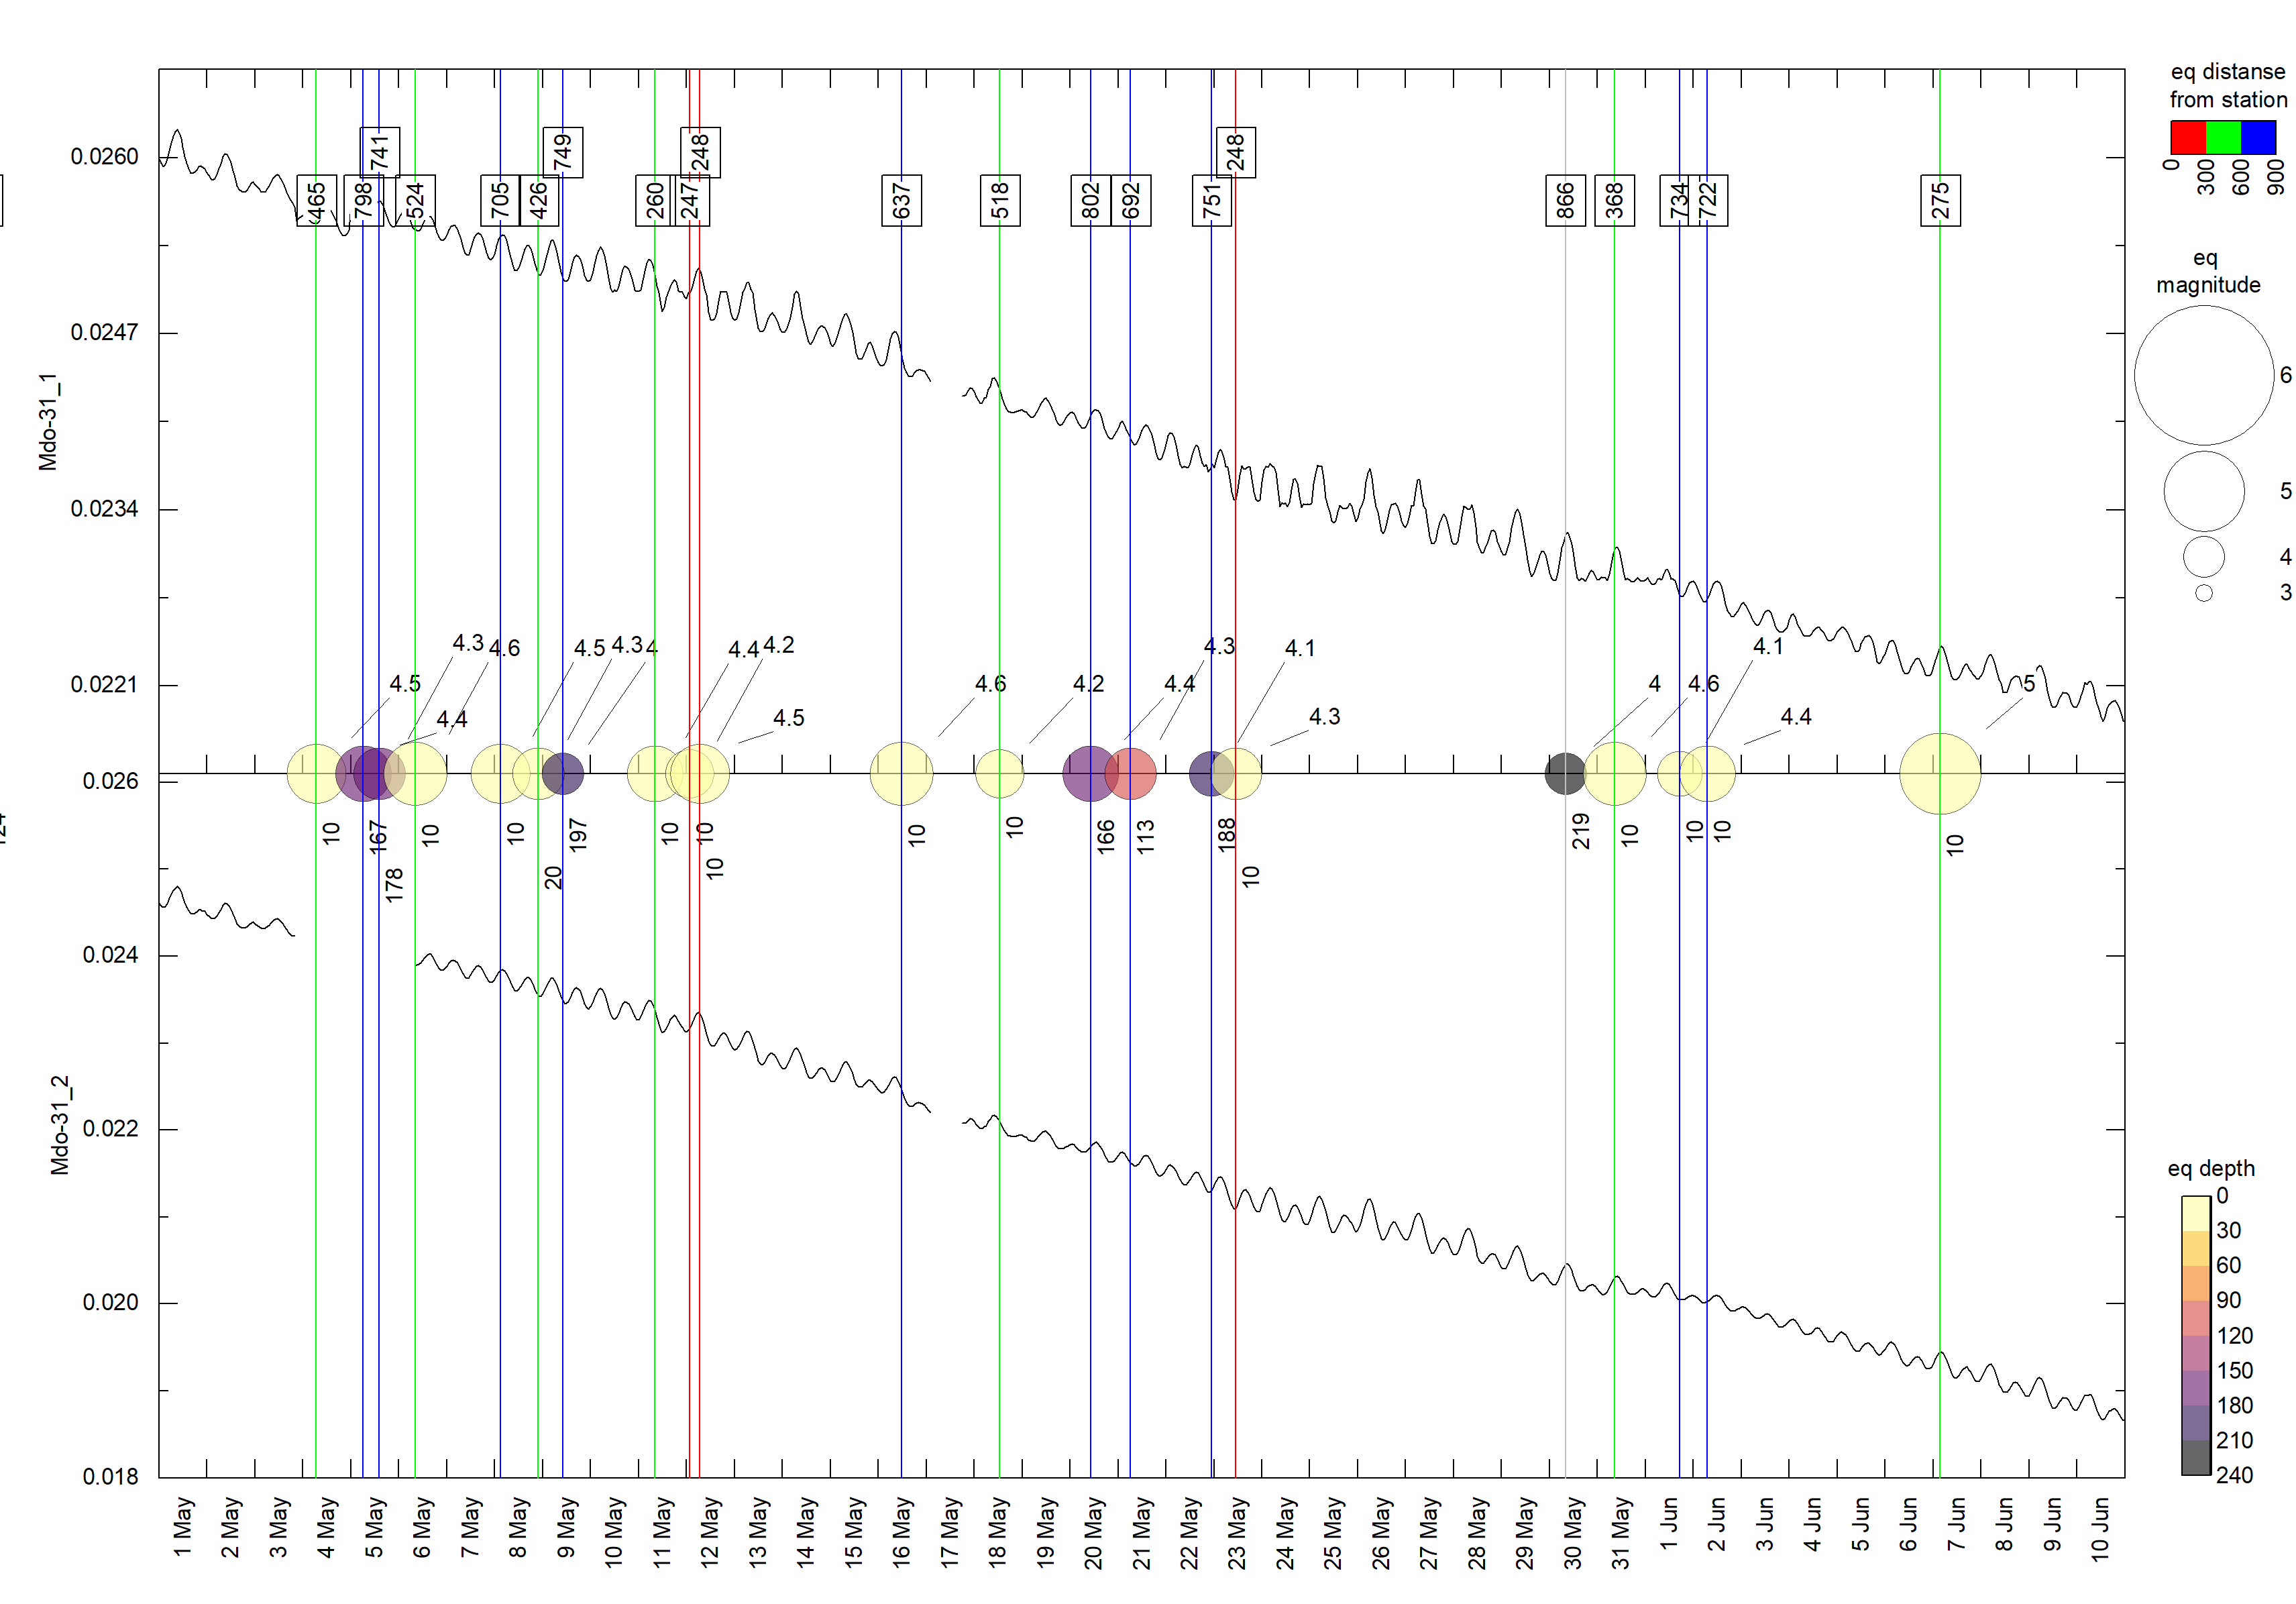 eq distanse
from station
0
300
600
900
eq
magnitude
6
5
4
3
eq depth
0
30
60
90
120
150
180
210
240
Mdo-31_1
0.0260
0.0247
0.0234
0.0221
741
749
248
248
465
798
524
705
426
260
247
637
518
802
692
751
866
368
734
722
275
4.3
4.6
4.5
4.3
4
4.4
4.2
4.3
4.1
4.1
4.5
4.6
4.2
4.4
4
4.6
5
4.4
4.5
4.3
4.4
10
167
10
10
197
10
10
10
10
166
113
188
219
10
10
10
10
178
20
10
10
124
Mdo-31_2
0.026
0.024
0.022
0.020
0.018
1 May
2 May
3 May
4 May
5 May
6 May
7 May
8 May
9 May
10 May
11 May
12 May
13 May
14 May
15 May
16 May
17 May
18 May
19 May
20 May
21 May
22 May
23 May
24 May
25 May
26 May
27 May
28 May
29 May
30 May
31 May
1 Jun
2 Jun
3 Jun
4 Jun
5 Jun
6 Jun
7 Jun
8 Jun
9 Jun
10 Jun